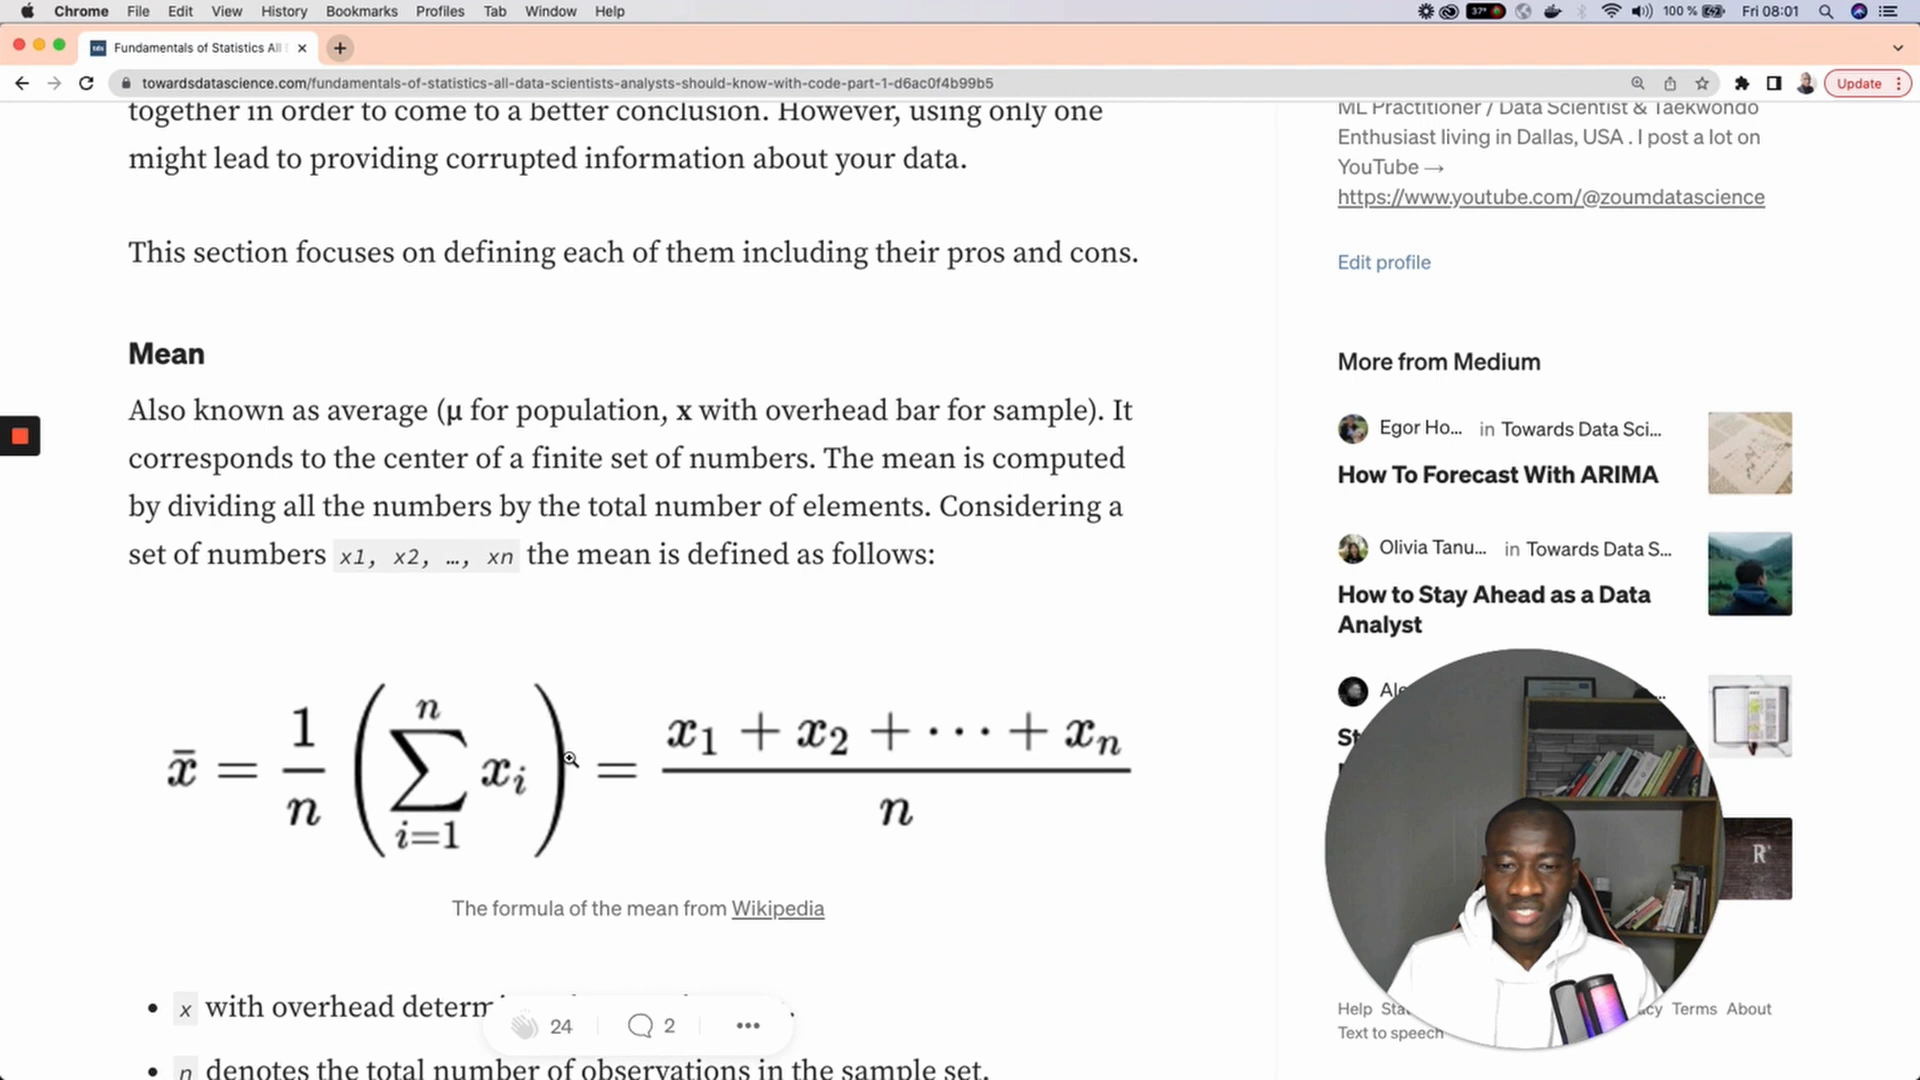 Chrome File Edit View History Bookmarks Profiles Tab Window Help 37° 100 % Fri 08:01
Fundamentals of Statistics All
towardsdatascience.com/fundamentals-of-statistics-all-data-scientists-analysts-should-know-with-code-part-1-d6ac0f4b99b5 Update
together in order to come to a better conclusion. However, using only one
might lead to providing corrupted information about your data.
This section focuses on defining each of them including their pros and cons.
Mean
Also known as average (μ for population, x with overhead bar for sample). It
corresponds to the center of a finite set of numbers. The mean is computed
by dividing all the numbers by the total number of elements. Considering a
set of numbers x1, x2, …, xn the mean is defined as follows:
x̄ = 1/n (∑ i=1 n xi) = x1 + x2 + ··· + xn / n
The formula of the mean from Wikipedia
• x with overhead
24 2 •••
• n denotes the total number of observations in the sample set.
ML Practitioner / Data Scientist & Taekwondo
Enthusiast living in Dallas, USA . I post a lot on
YouTube →
https://www.youtube.com/@zoumdatascience
Edit profile
More from Medium
Egor Ho... in Towards Data Sci...
How To Forecast With ARIMA
Olivia Tanu... in Towards Data S...
How to Stay Ahead as a Data
Analyst
R
Help Terms About
Text to speech